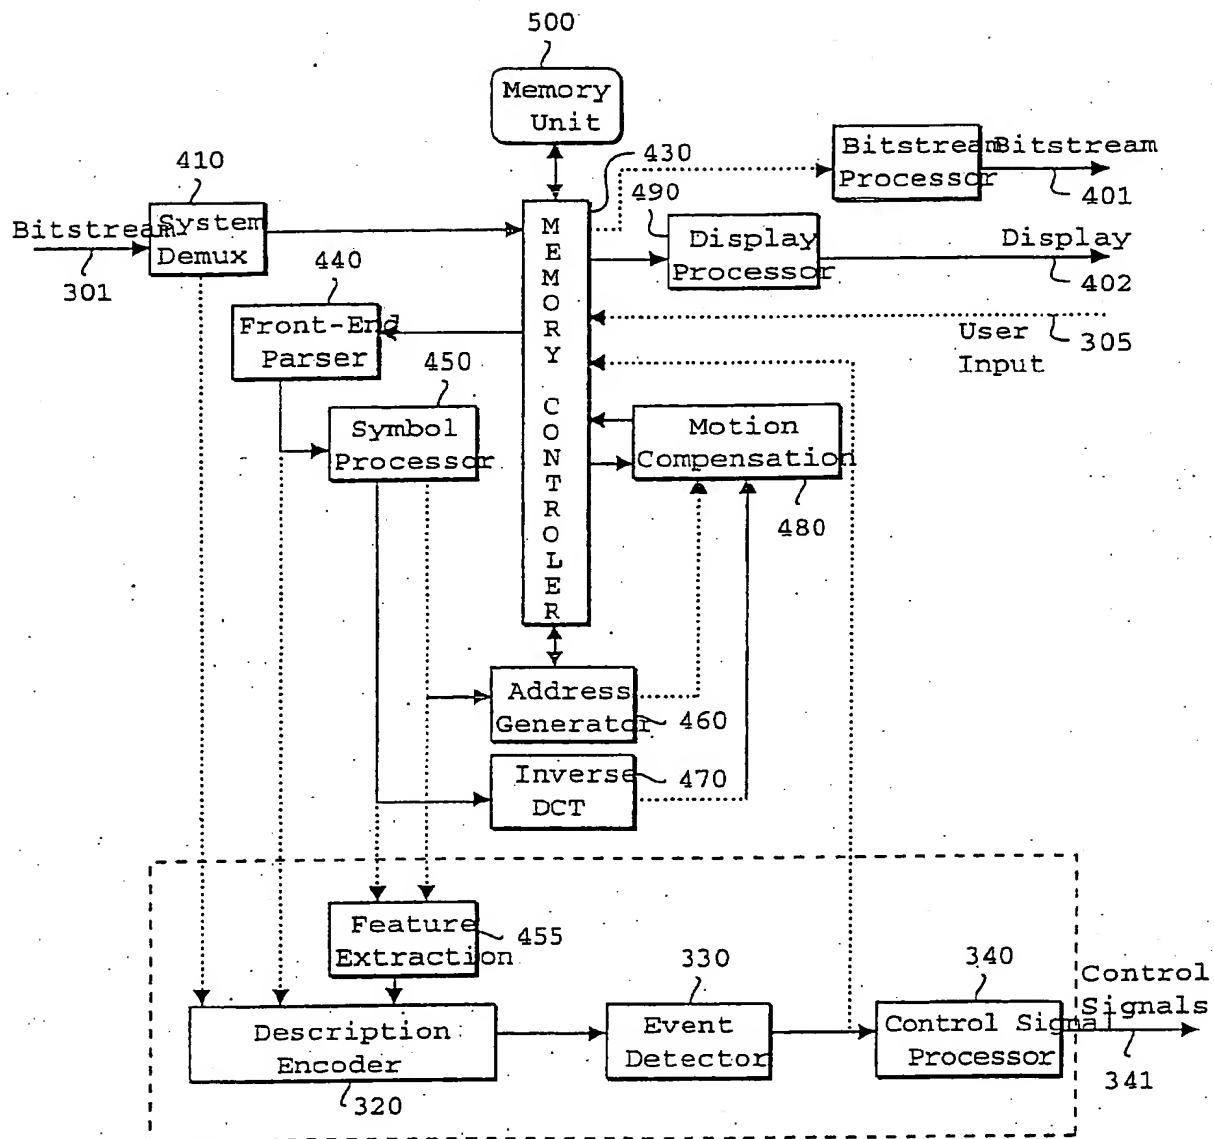 500
Memory
Unit
410
430
Bitstream
Processor
Bitstream
401
490
Bitstream
301
System
Demux
Display
Processor
Display
402
440
Front-End
Parser
User
Input
305
450
Symbol
Processor
MEMORY CONTROLER
Motion
Compensation
480
Address
Generator
460
Inverse
DCT
470
Feature
Extraction
455
330
340
Control
Signals
Description
Encoder
320
Event
Detector
Control Signal
Processor
341